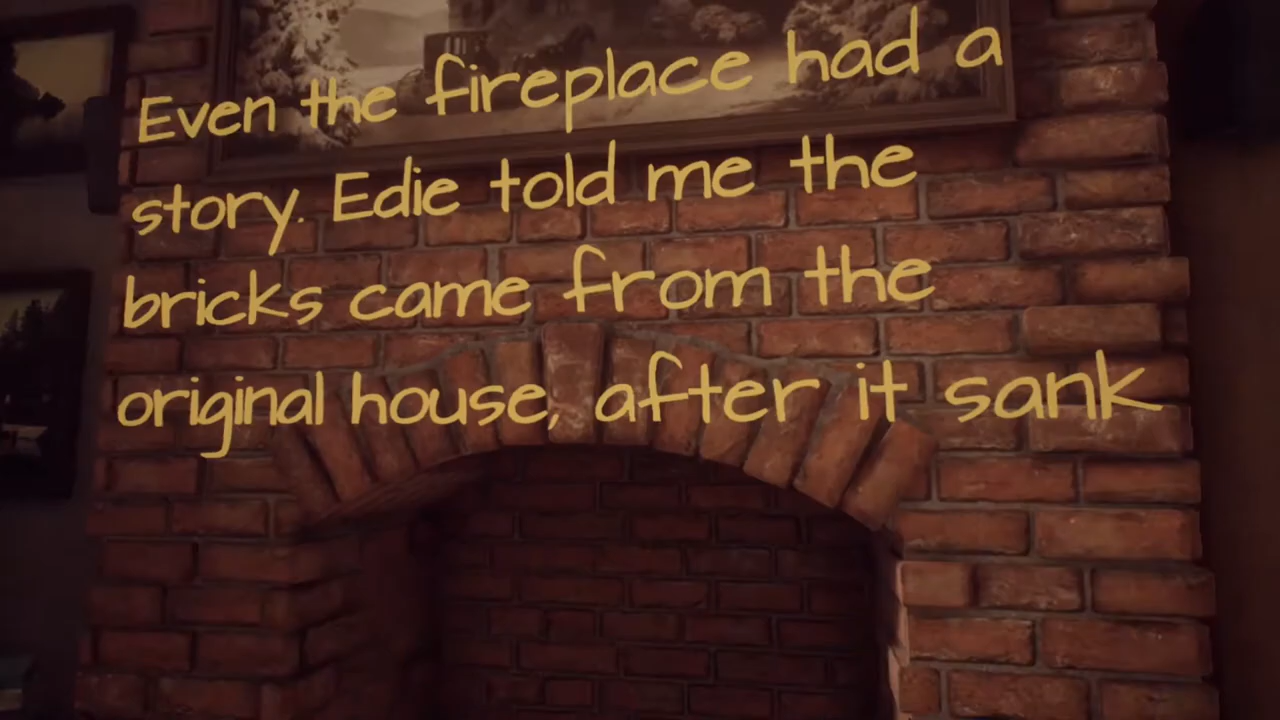 Even the fireplace had a
story. Edie told me the
bricks came from the
original house, after it sank